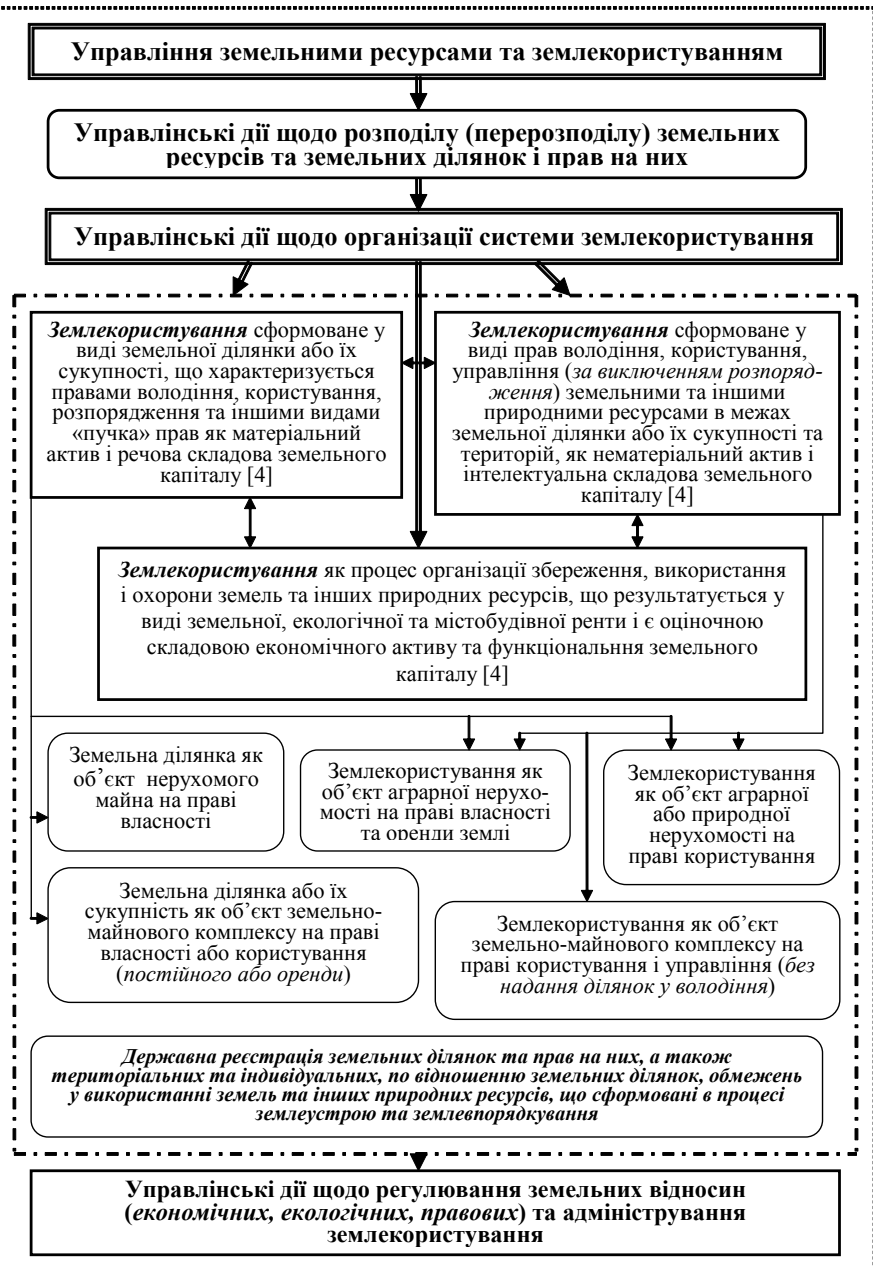 Управління земельними ресурсами та землекористуванням
Управлінські дії щодо розподілу (перерозподілу) земельних
ресурсів та земельних ділянок і прав на них
Управлінські дії щодо організації системи землекористування
Землекористування сформоване у
виді земельної ділянки або їх
сукупності, що характеризується
правами володіння, користування,
розпорядження та іншими видами
«пучка» прав як матеріальний
актив і речова складова земельного
капіталу [4]
Землекористування сформоване у
виді прав володіння, користування,
управління (за виключенням розпоряд-
ження) земельними та іншими
природними ресурсами в межах
земельної ділянки або їх сукупності та
територій, як нематеріальний актив і
інтелектуальна складова земельного
капіталу [4]
Землекористування як процес організації збереження, використання
і охорони земель та інших природних ресурсів, що результатується у
виді земельної, екологічної та містобудівної ренти і є оціночною
складовою економічного активу та функціональння земельного
капіталу [4]
Земельна ділянка як
об’єкт нерухомого
майна на праві
власності
Землекористування як
об’єкт аграрної нерухо-
мості на праві власності
та оренди землі
Землекористування
як об’єкт аграрної
або природної
нерухомості на
праві користування
Земельна ділянка або їх
сукупність як об’єкт земельно-
майнового комплексу на праві
власності або користування
(постійного або оренди)
Землекористування як об’єкт
земельно-майнового комплексу на
праві користування і управління (без
надання ділянок у володіння)
Державна реєстрація земельних ділянок та прав на них, а також
територіальних та індивідуальних, по відношенню земельних ділянок, обмежень
у використанні земель та інших природних ресурсів, що сформовані в процесі
землеустрою та землевпорядкування
Управлінські дії щодо регулювання земельних відносин
(економічних, екологічних, правових) та адміністрування
землекористування